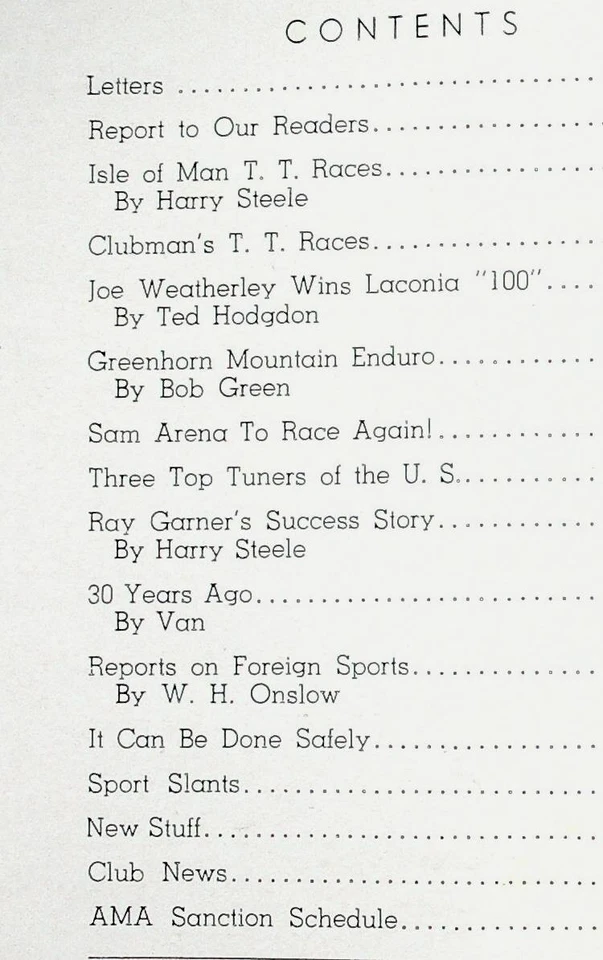 CONTENTS
Letters ................................
Report to Our Readers..................
Isle of Man T. T. Races.................
By Harry Steele
Clubman's T. T. Races..................
Joe Weatherley Wins Laconia "100"....
By Ted Hodgdon
Greenhorn Mountain Enduro............
By Bob Green
Sam Arena To Race Again!............
Three Top Tuners of the U. S...........
Ray Garner's Success Story............
By Harry Steele
30 Years Ago..........................
By Van
Reports on Foreign Sports..............
By W. H. Onslow
It Can Be Done Safely.................
Sport Slants...........................
New Stuff..............................
Club News............................
AMA Sanction Schedule...............